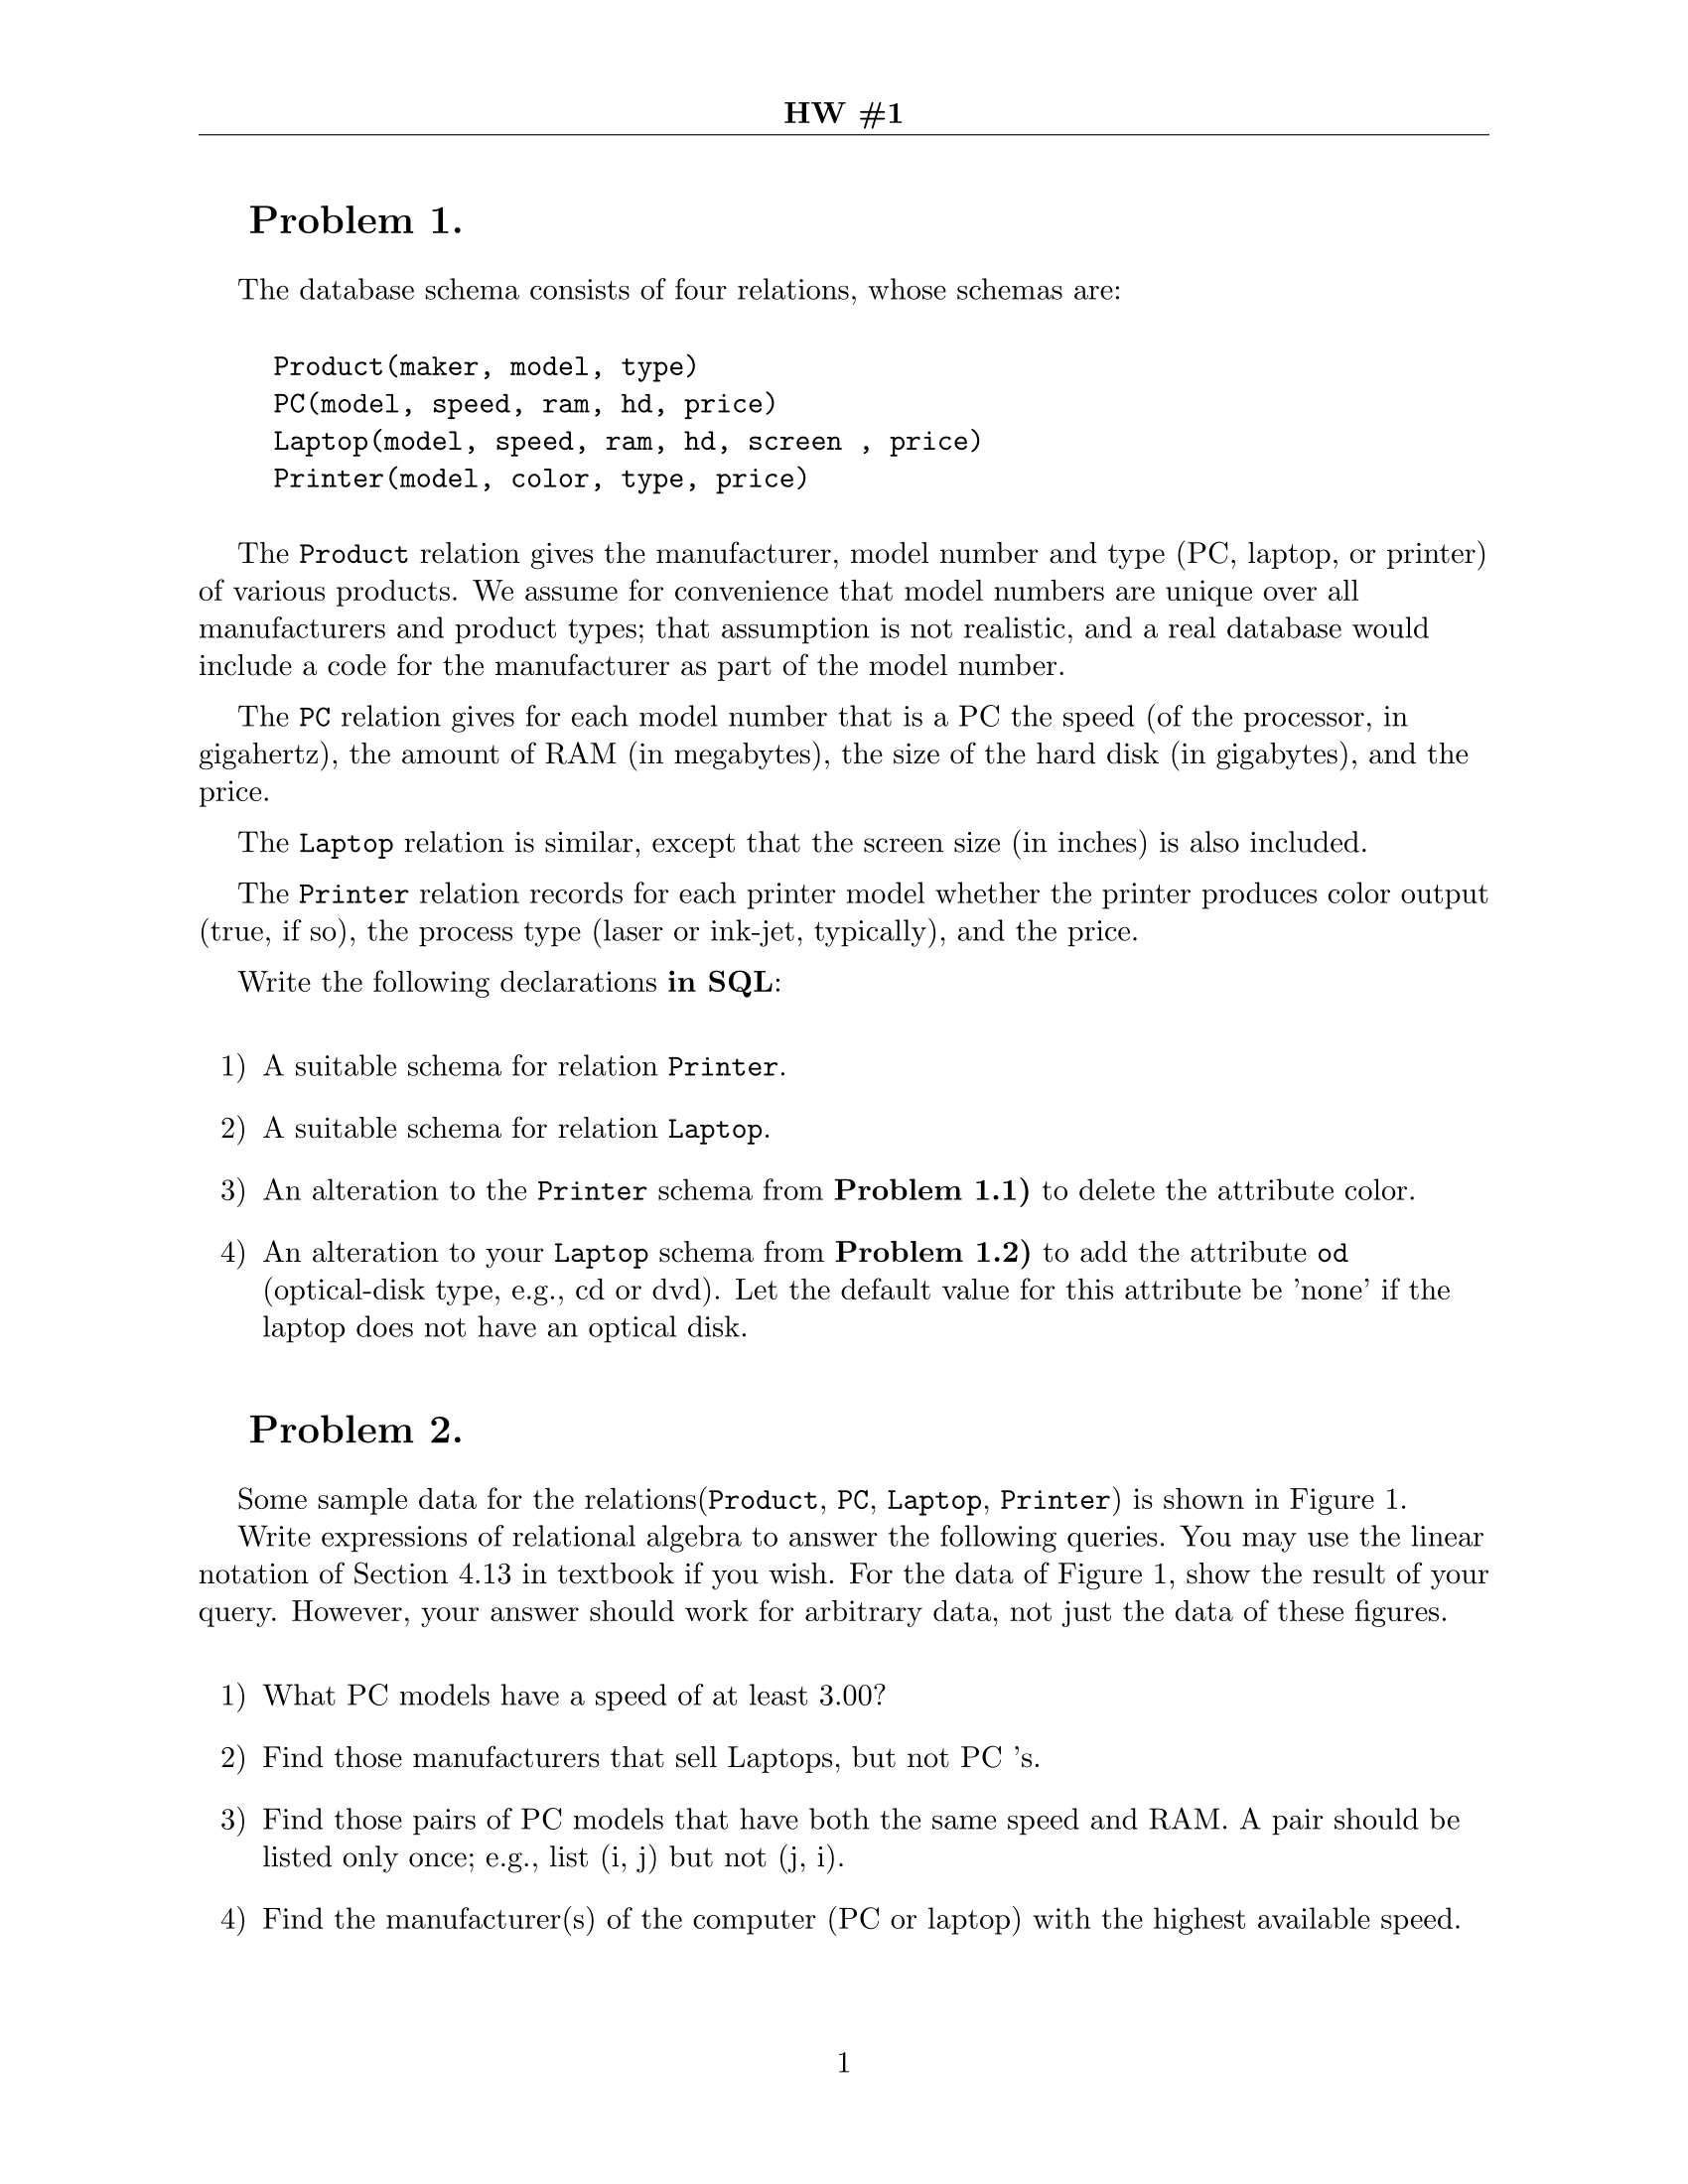 HW #1
Problem 1.
The database schema consists of four relations, whose schemas are:
Product(maker, model, type)
PC(model, speed, ram, hd, price)
Laptop(model, speed, ram, hd, screen , price)
Printer(model, color, type, price)
The Product relation gives the manufacturer, model number and type (PC, laptop, or printer)
of various products. We assume for convenience that model numbers are unique over all
manufacturers and product types; that assumption is not realistic, and a real database would
include a code for the manufacturer as part of the model number.
The PC relation gives for each model number that is a PC the speed (of the processor, in
gigahertz), the amount of RAM (in megabytes), the size of the hard disk (in gigabytes), and the
price.
The Laptop relation is similar, except that the screen size (in inches) is also included.
The Printer relation records for each printer model whether the printer produces color output
(true, if so), the process type (laser or ink-jet, typically), and the price.
Write the following declarations in SQL:
1) A suitable schema for relation Printer.
2) A suitable schema for relation Laptop.
3) An alteration to the Printer schema from Problem 1.1) to delete the attribute color.
4) An alteration to your Laptop schema from Problem 1.2) to add the attribute od
(optical-disk type, e.g., cd or dvd). Let the default value for this attribute be ’none’ if the
laptop does not have an optical disk.
Problem 2.
Some sample data for the relations(Product, PC, Laptop, Printer) is shown in Figure 1.
Write expressions of relational algebra to answer the following queries. You may use the linear
notation of Section 4.13 in textbook if you wish. For the data of Figure 1, show the result of your
query. However, your answer should work for arbitrary data, not just the data of these figures.
1) What PC models have a speed of at least 3.00?
2) Find those manufacturers that sell Laptops, but not PC ’s.
3) Find those pairs of PC models that have both the same speed and RAM. A pair should be
listed only once; e.g., list (i, j) but not (j, i).
4) Find the manufacturer(s) of the computer (PC or laptop) with the highest available speed.
1